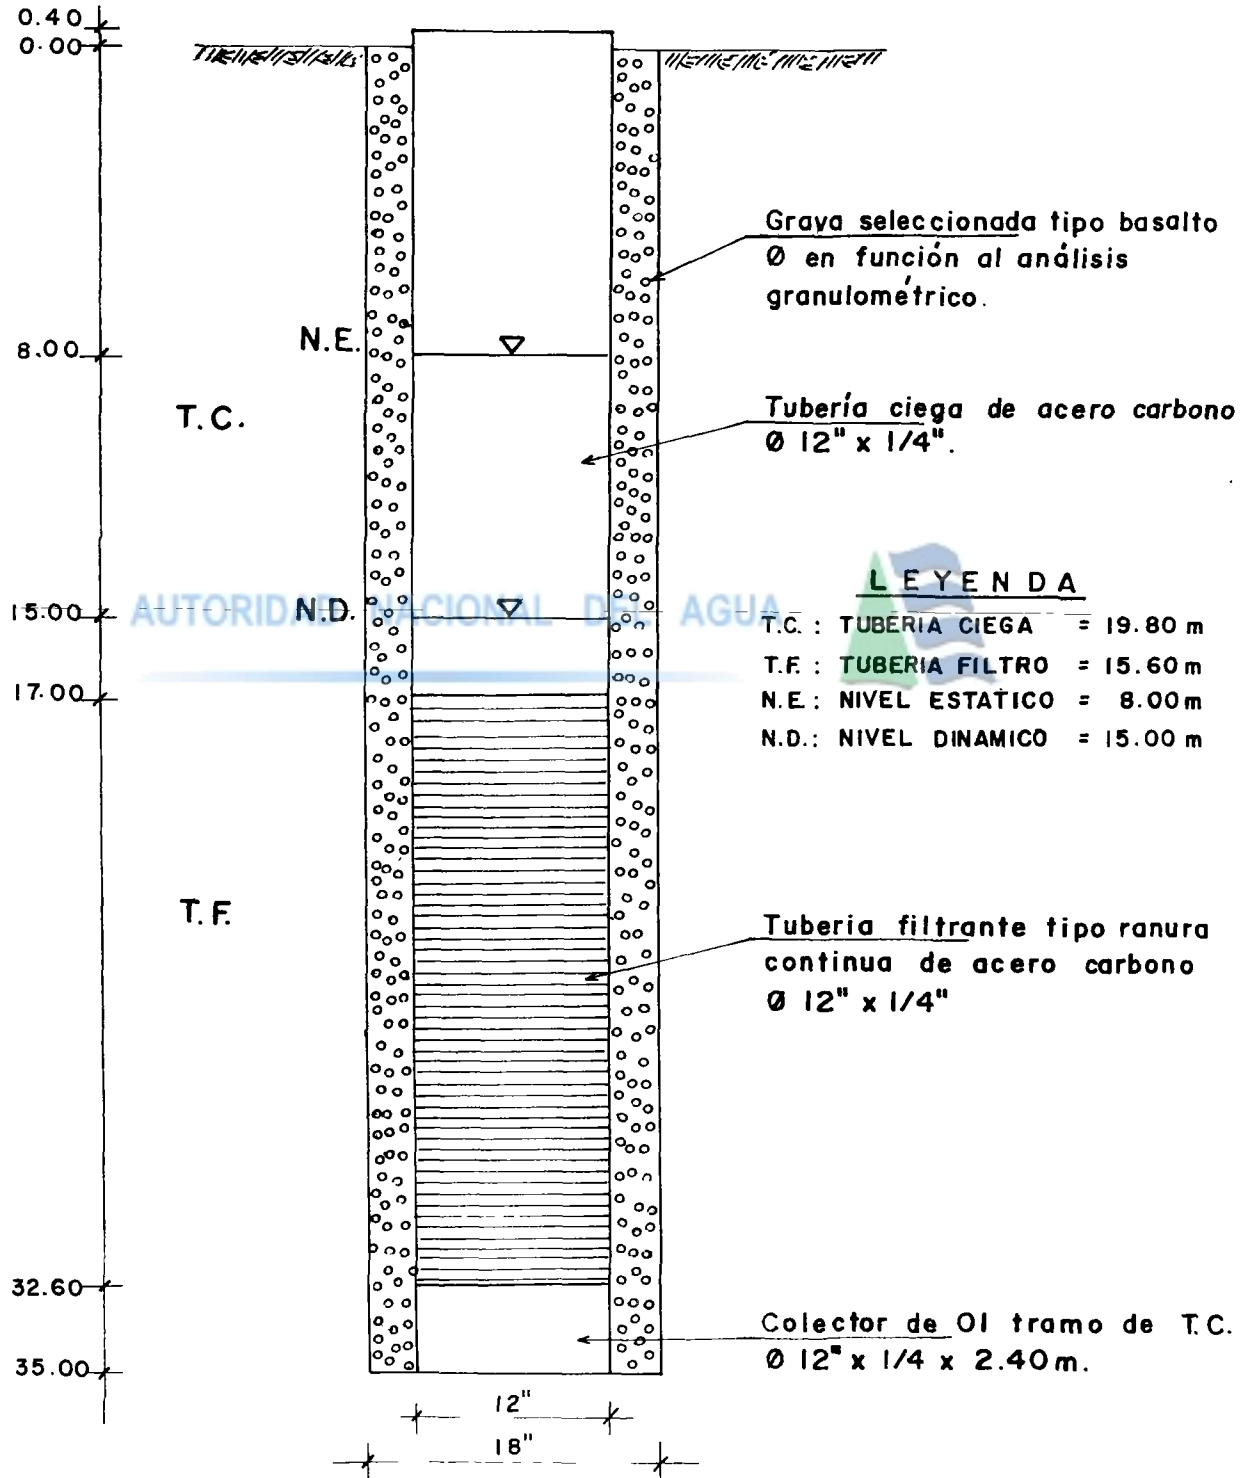 0.40
0.00
Grava seleccionada tipo basalto
Ø en función al análisis
granulométrico.
N.E.
8.00
T.C.
Tubería ciega de acero carbono
Ø 12" x 1/4".
LEYENDA
15.00
N.D.
AUTORIDAD NACIONAL DEL AGUA
T.C. : TUBERIA CIEGA = 19.80 m
T.F. : TUBERIA FILTRO = 15.60 m
N.E. : NIVEL ESTATICO = 8.00 m
N.D. : NIVEL DINAMICO = 15.00 m
17.00
T.F.
Tuberia filtrante tipo ranura
continua de acero carbono
Ø 12" x 1/4"
32.60
Colector de 01 tramo de T.C.
Ø 12" x 1/4 x 2.40m.
35.00
12"
18"